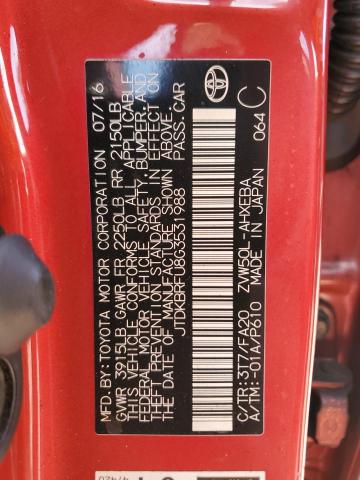 MFD.BY:TOYOTA MOTOR CORPORATION 07/16
GVWR 3915LB GAWR FR 2250LB RR 2150LB
THIS VEHICLE CONFORMS TO ALL APPLICABLE
FEDERAL MOTOR VEHICLE SAFETY, BUMPER, AND
THEFT PREVENTION STANDARDS IN EFFECT ON
THE DATE OF MANUFACTURE SHOWN ABOVE.
JTDKBRFU8G3531988 PASS.CAR
C/TR:3T7/FA20 ZVW50L-AHXEBA
A/TM:-01A/P610 MADE IN JAPAN 064
C